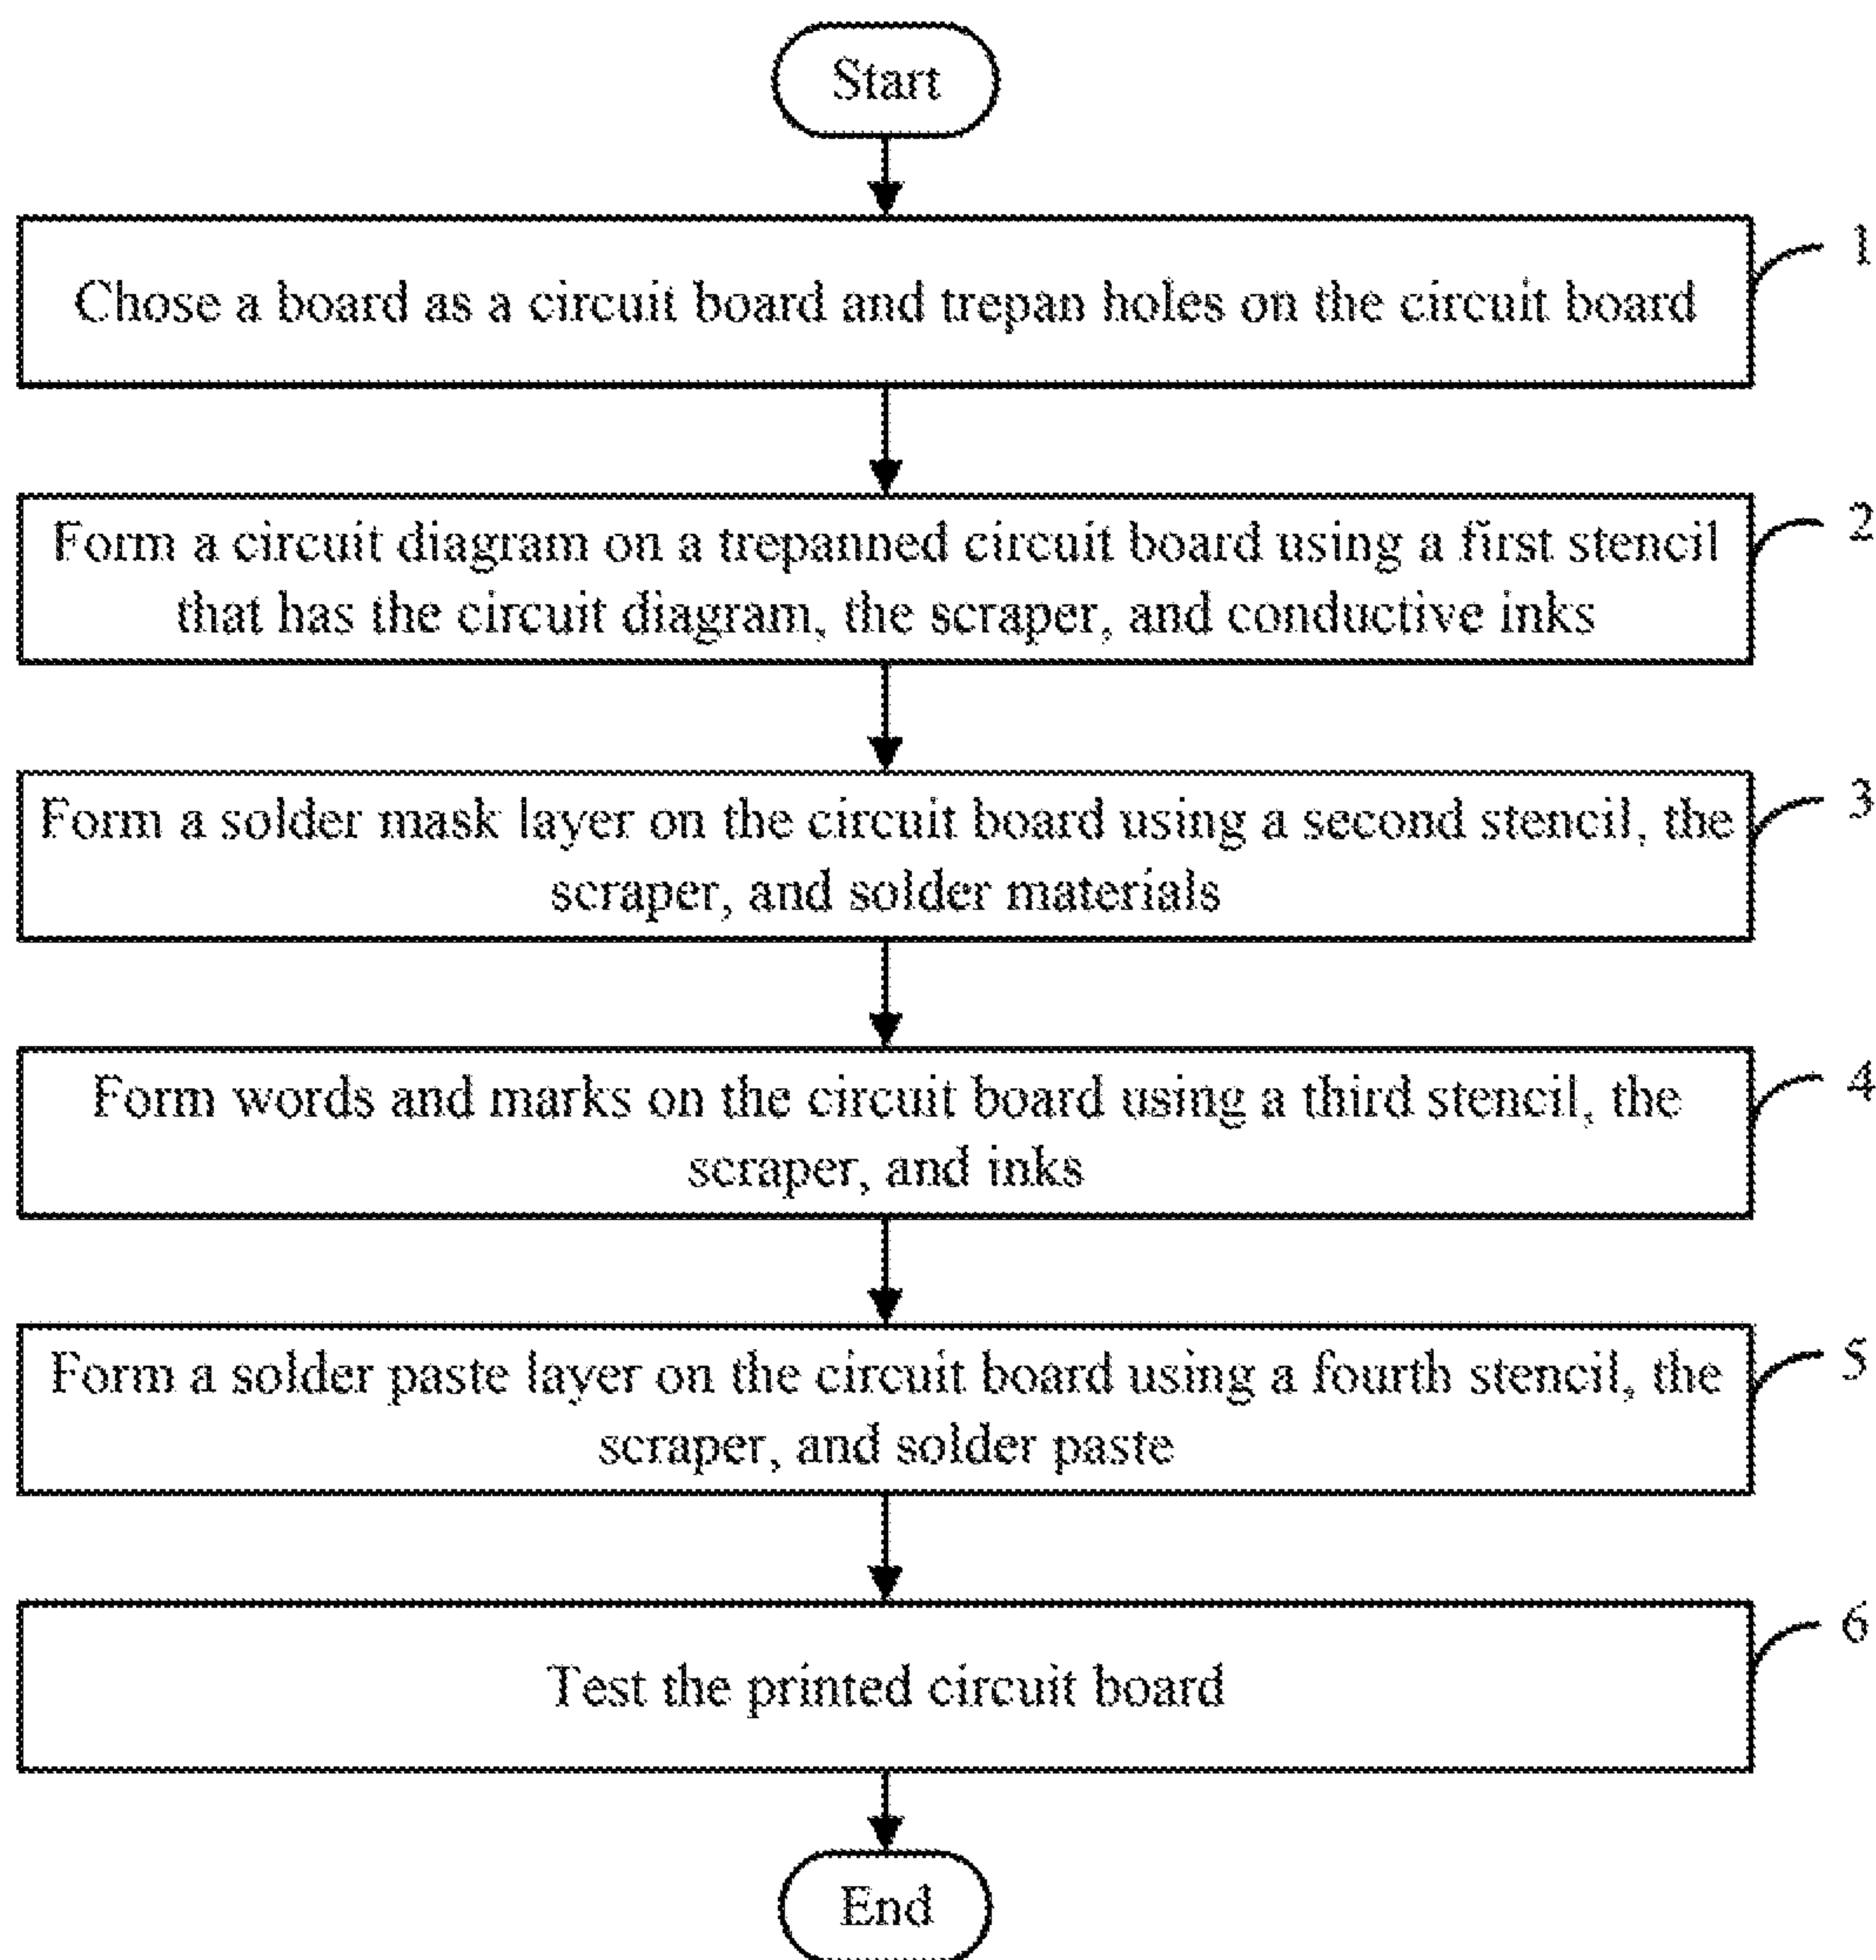 Start
1
Chose a board as a circuit board and trepan holes on the circuit board
2
Form a circuit diagram on a trepanned circuit board using a first stencil
that has the circuit diagram, the scraper, and conductive inks
3
Form a solder mask layer on the circuit board using a second stencil, the
scraper, and solder materials
4
Form words and marks on the circuit board using a third stencil, the
scraper, and inks
5
Form a solder paste layer on the circuit board using a fourth stencil, the
scraper, and solder paste
6
Test the printed circuit board
End